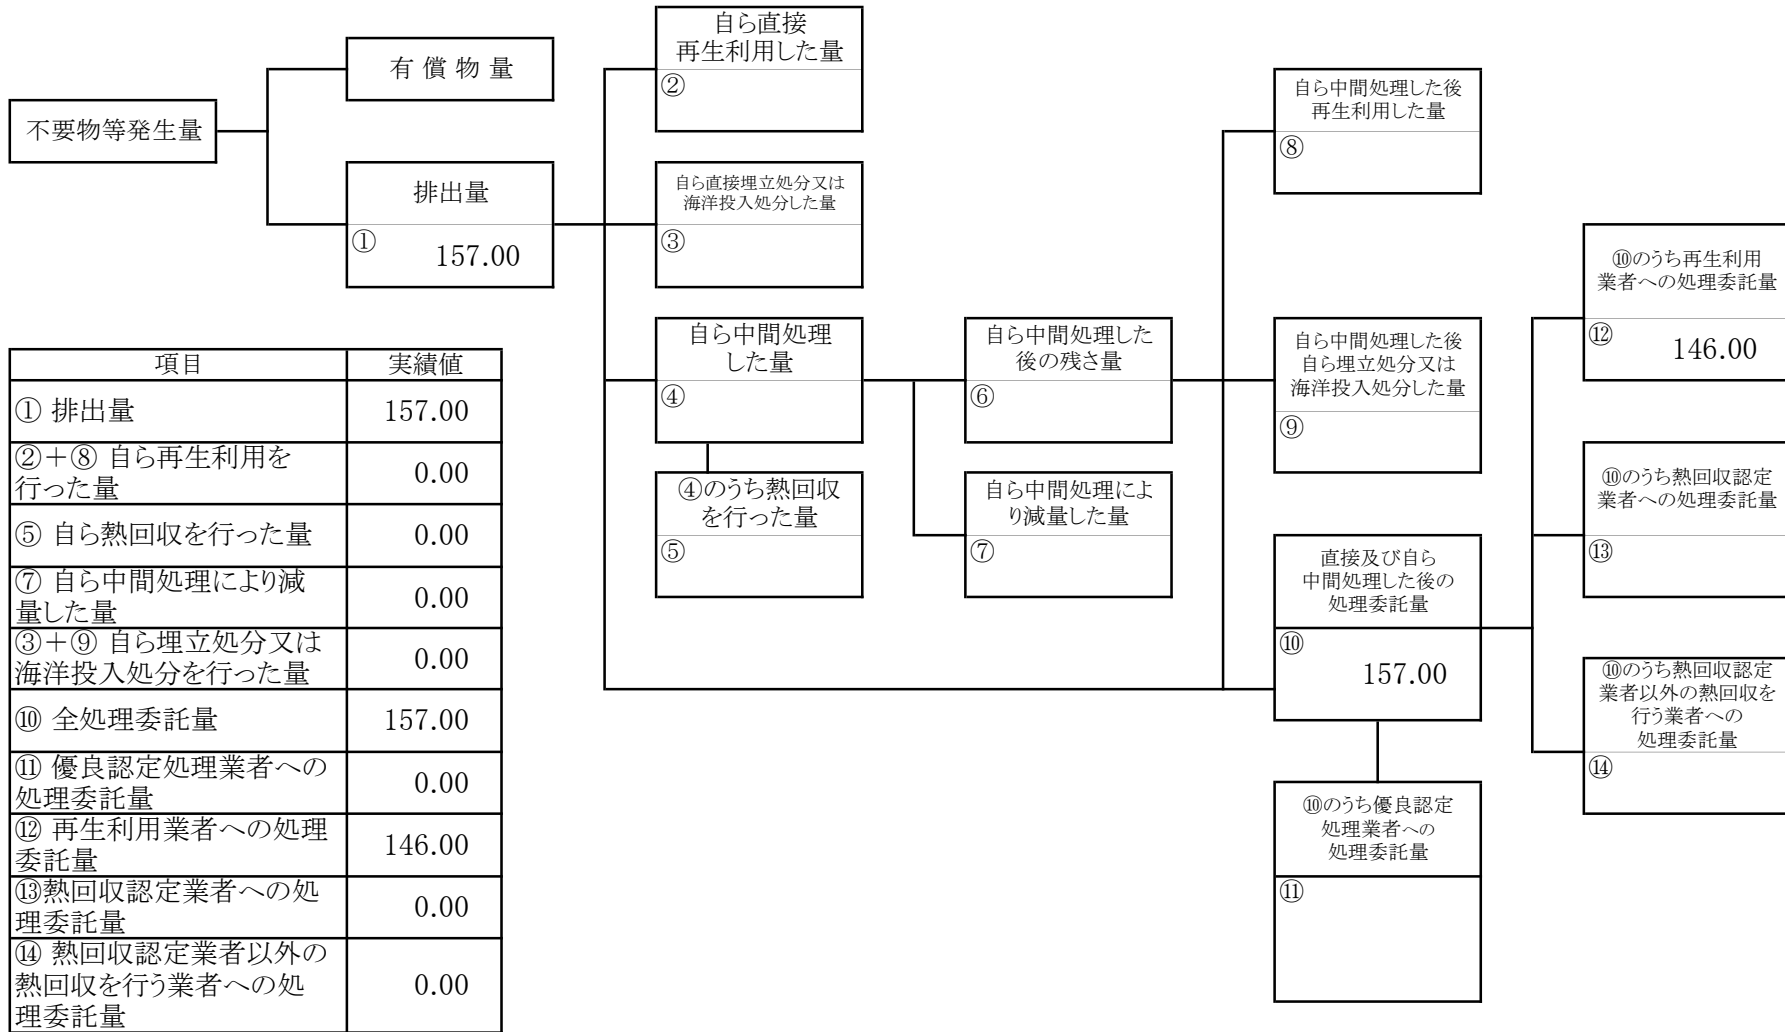 不要物等発生量
有償物量
排出量
①
157.00
自ら直接
再生利用した量
②
自ら直接埋立処分又は
海洋投入処分した量
③
自ら中間処理
した量
④
④のうち熱回収
を行った量
⑤
自ら中間処理した
後の残さ量
⑥
自ら中間処理によ
り減量した量
⑦
自ら中間処理した後
再生利用した量
⑧
自ら中間処理した後
自ら埋立処分又は
海洋投入処分した量
⑨
直接及び自ら
中間処理した後の
処理委託量
⑩
157.00
⑩のうち優良認定
処理業者への
処理委託量
⑪
⑩のうち再生利用
業者への処理委託量
⑫
146.00
⑩のうち熱回収認定
業者への処理委託量
⑬
⑩のうち熱回収認定
業者以外の熱回収を
行う業者への
処理委託量
⑭
項目 実績値
① 排出量 157.00
②+⑧ 自ら再生利用を
行った量 0.00
⑤ 自ら熱回収を行った量 0.00
⑦ 自ら中間処理により減
量した量 0.00
③+⑨ 自ら埋立処分又は
海洋投入処分を行った量 0.00
⑩ 全処理委託量 157.00
⑪ 優良認定処理業者への
処理委託量 0.00
⑫ 再生利用業者への処理
委託量 146.00
⑬熱回収認定業者への処
理委託量 0.00
⑭ 熱回収認定業者以外の
熱回収を行う業者への処
理委託量 0.00